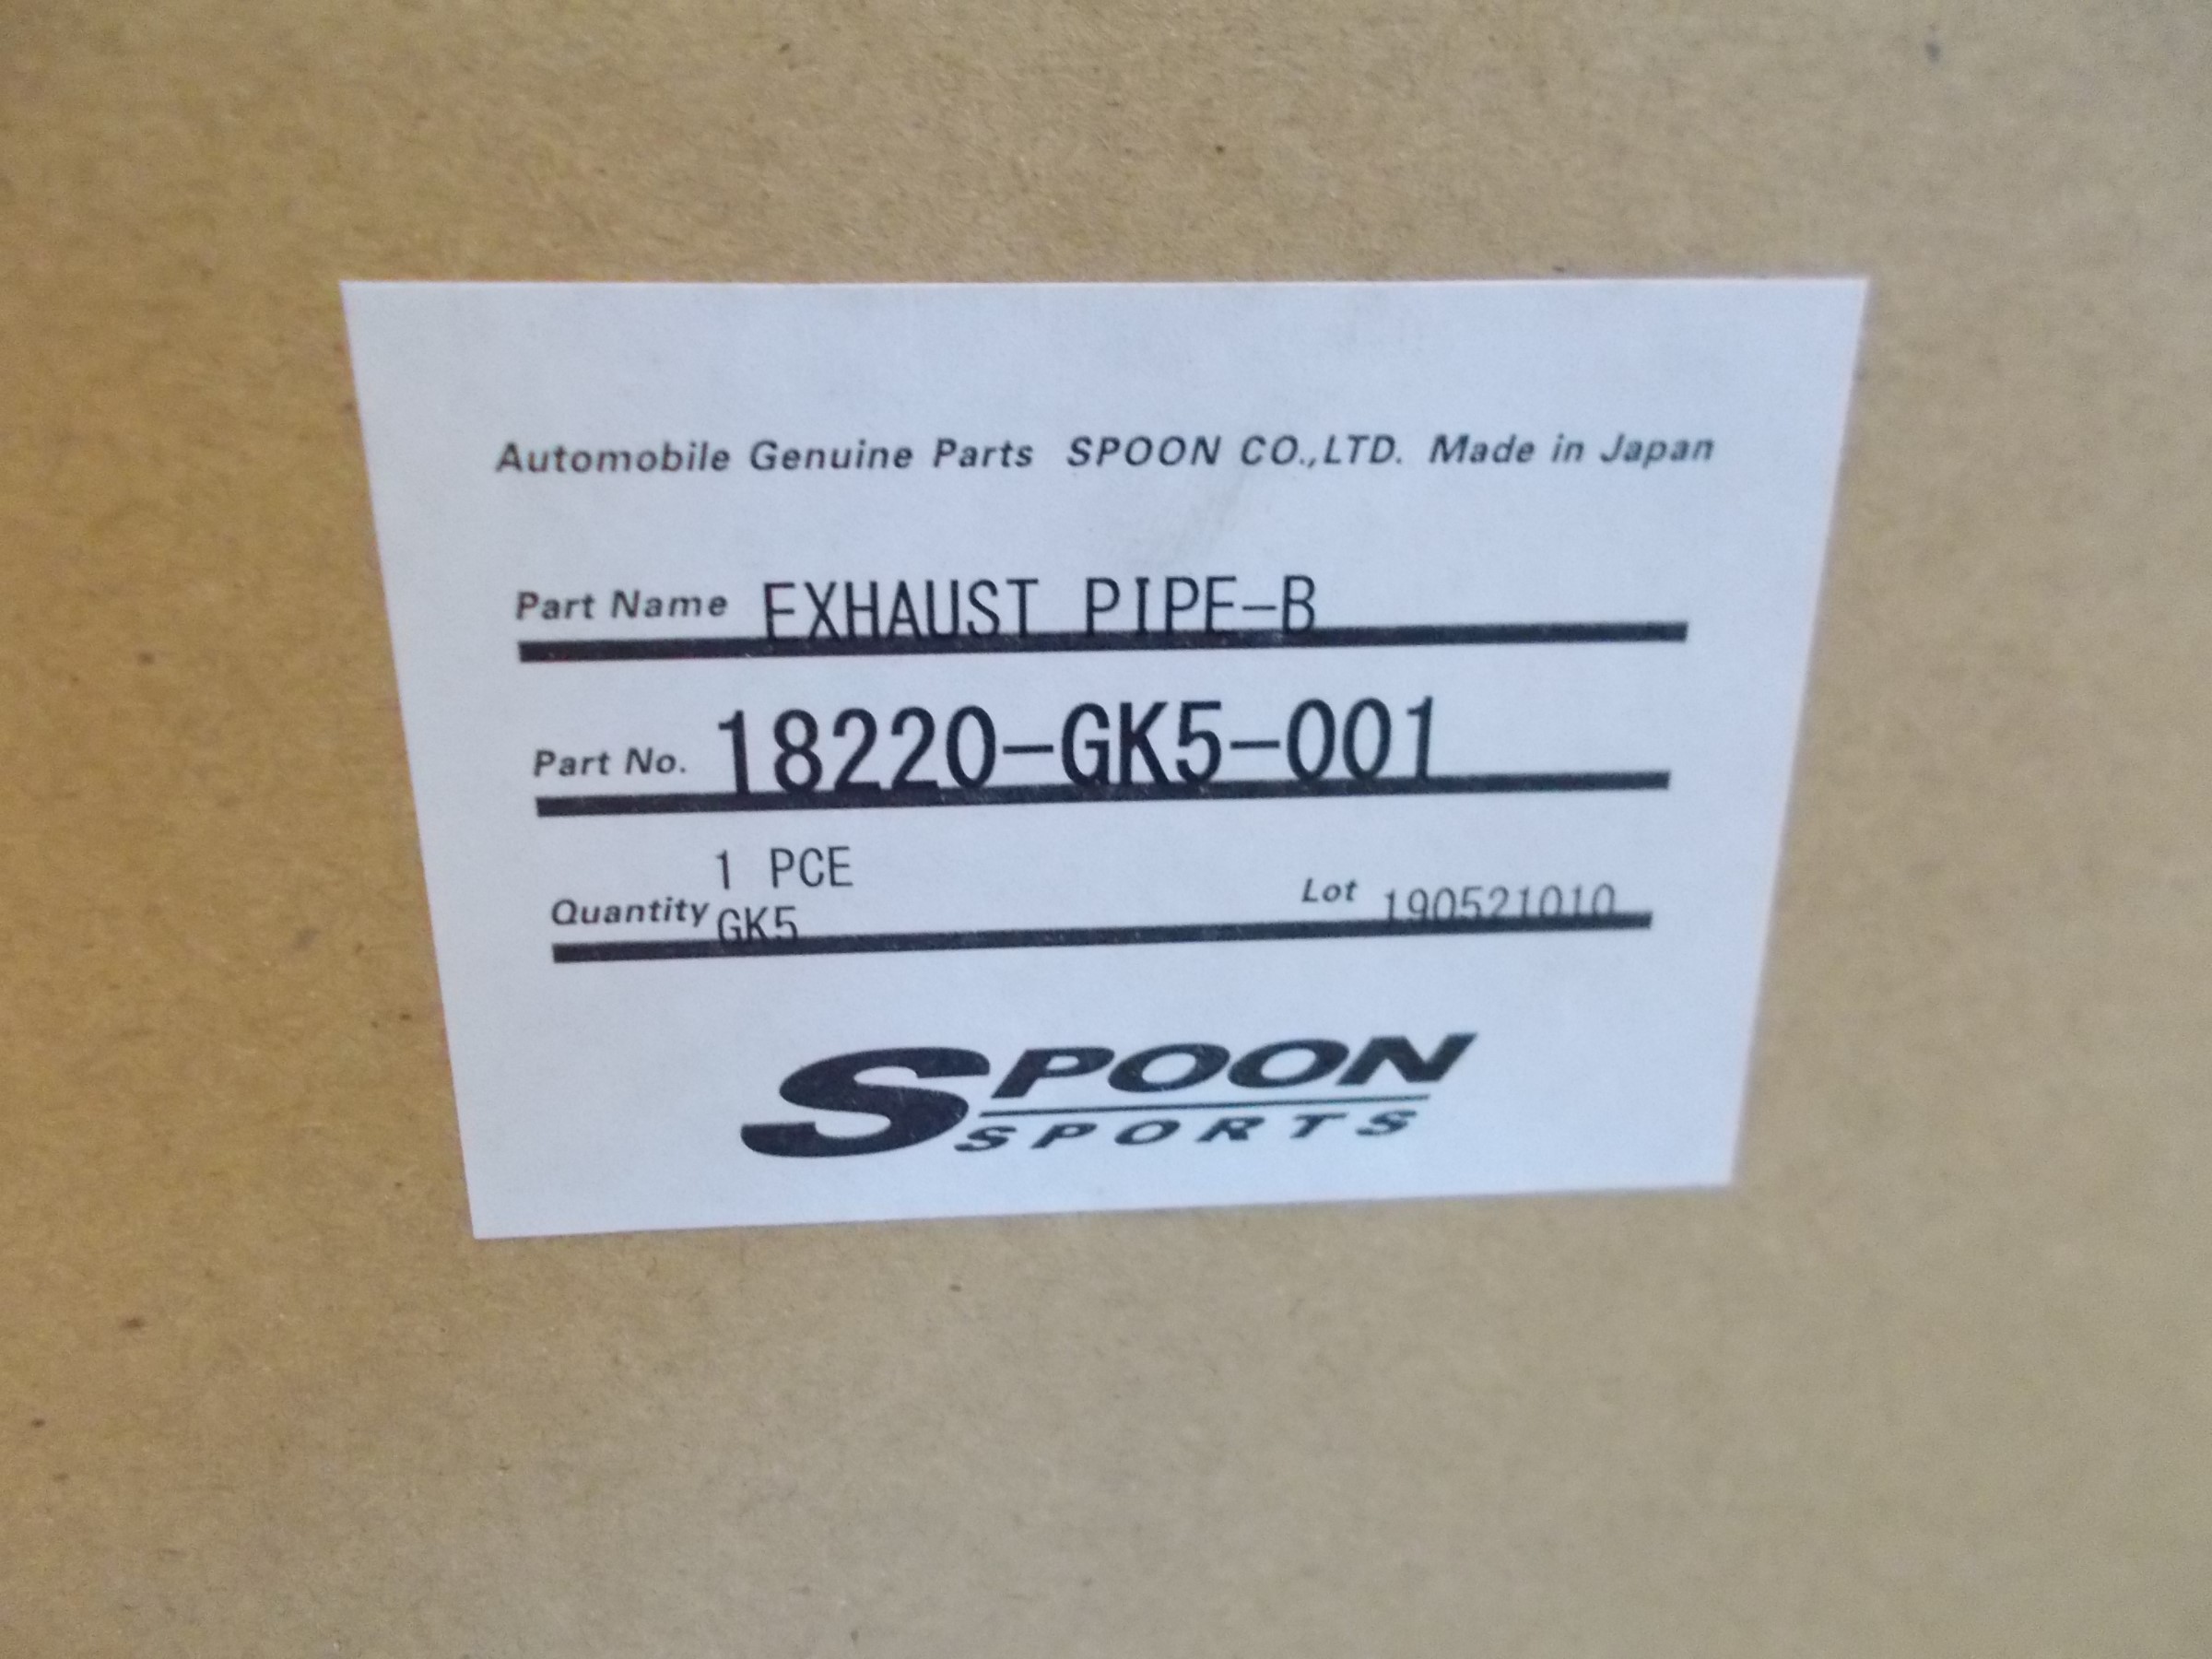 Automobile Genuine Parts SPOON CO.,LTD. Made in Japan
Part Name EXHAUST PIPE-B
Part No. 18220-GK5-001
1 PCE
Quantity GK5 Lot 190521010
SPOON
SPORTS